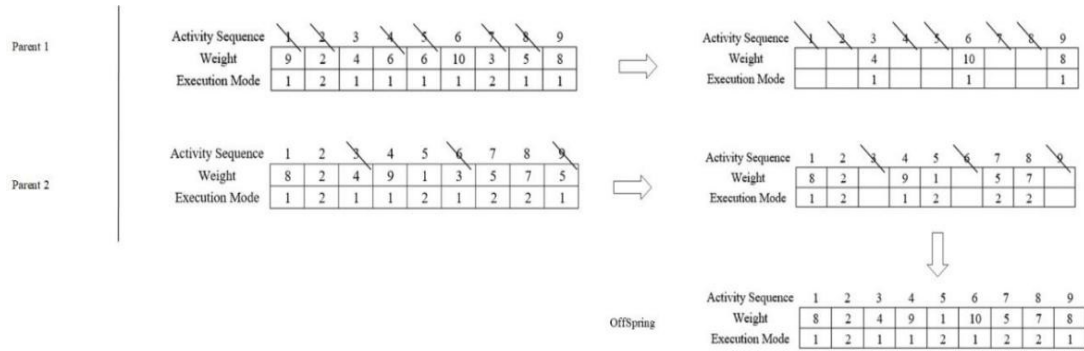 Parent 1
Activity Sequence 1 2 3 4 5 6 7 8 9
Weight 9 2 4 6 6 10 3 5 8
Execution Mode 1 2 1 1 1 1 2 1 1
Activity Sequence 1 2 3 4 5 6 7 8 9
Weight 4 10 8
Execution Mode 1 1 1
Parent 2
Activity Sequence 1 2 3 4 5 6 7 8 9
Weight 8 2 4 9 1 3 5 7 5
Execution Mode 1 2 1 1 2 1 2 2 1
Activity Sequence 1 2 3 4 5 6 7 8 9
Weight 8 2 9 1 5 7
Execution Mode 1 2 1 2 2 2
OffSpring
Activity Sequence 1 2 3 4 5 6 7 8 9
Weight 8 2 4 9 1 10 5 7 8
Execution Mode 1 2 1 1 2 1 2 2 1